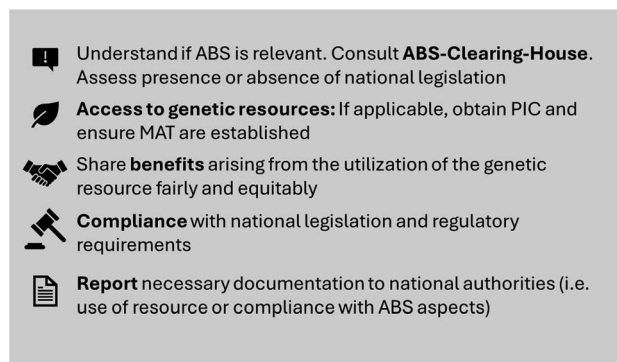 Understand if ABS is relevant. Consult ABS-Clearing-House.
Assess presence or absence of national legislation
Access to genetic resources: If applicable, obtain PIC and
ensure MAT are established
Share benefits arising from the utilization of the genetic
resource fairly and equitably
Compliance with national legislation and regulatory
requirements
Report necessary documentation to national authorities (i.e.
use of resource or compliance with ABS aspects)